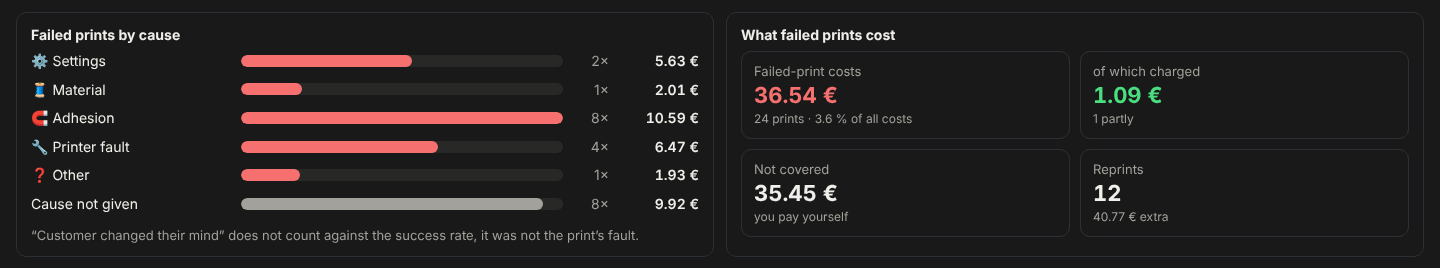 Failed prints by cause
Settings 2× 5.63 €
Material 1× 2.01 €
Adhesion 8× 10.59 €
Printer fault 4× 6.47 €
❓ Other 1× 1.93 €
Cause not given 8× 9.92 €
“Customer changed their mind” does not count against the success rate, it was not the print’s fault.
What failed prints cost
Failed-print costs
36.54 €
24 prints · 3.6 % of all costs
of which charged
1.09 €
1 partly
Not covered
35.45 €
you pay yourself
Reprints
12
40.77 € extra